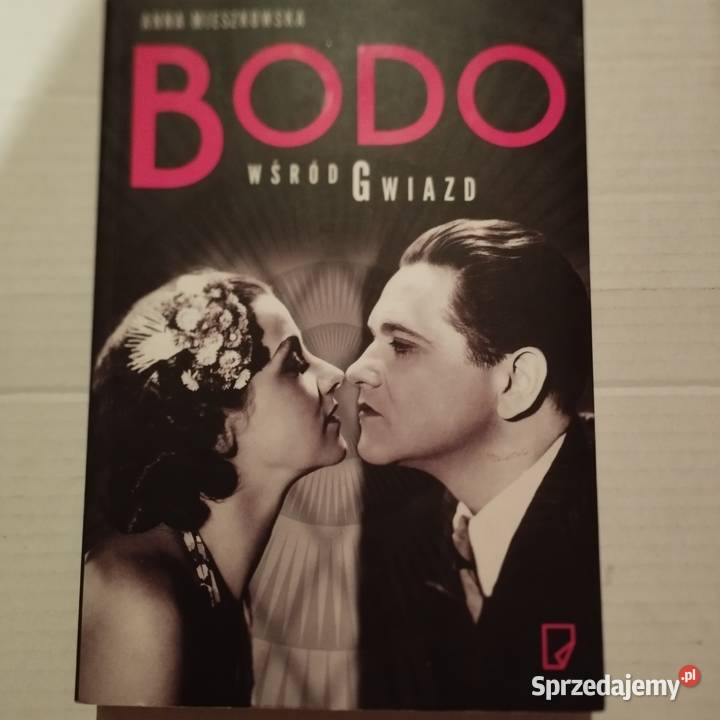 ANNA MIESZKOWSKA
BODO
WŚRÓD GWIAZD
Sprzedajemy.pl